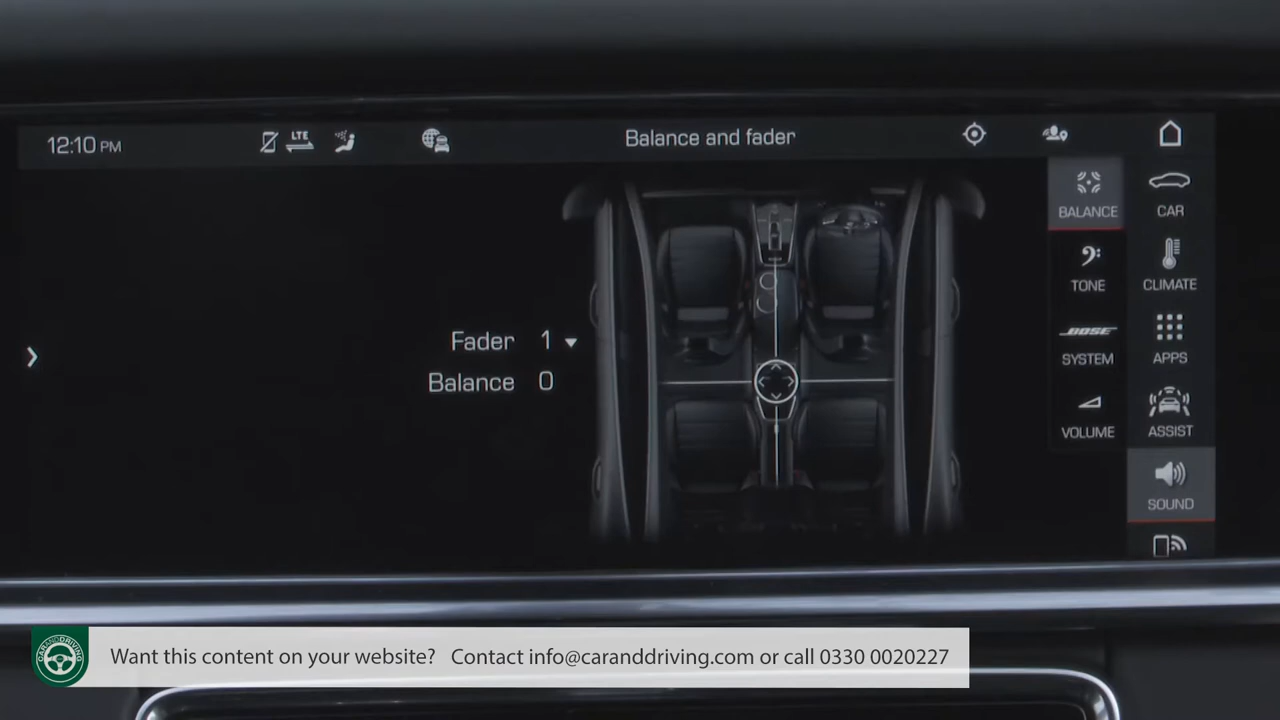 12:10 PM
LTE
Balance and fader
BALANCE
CAR
TONE
CLIMATE
Fader 1
Balance 0
BOSE
SYSTEM
APPS
VOLUME
ASSIST
SOUND
CARANDDRIVING
Want this content on your website? Contact info@caranddriving.com or call 0330 0020227